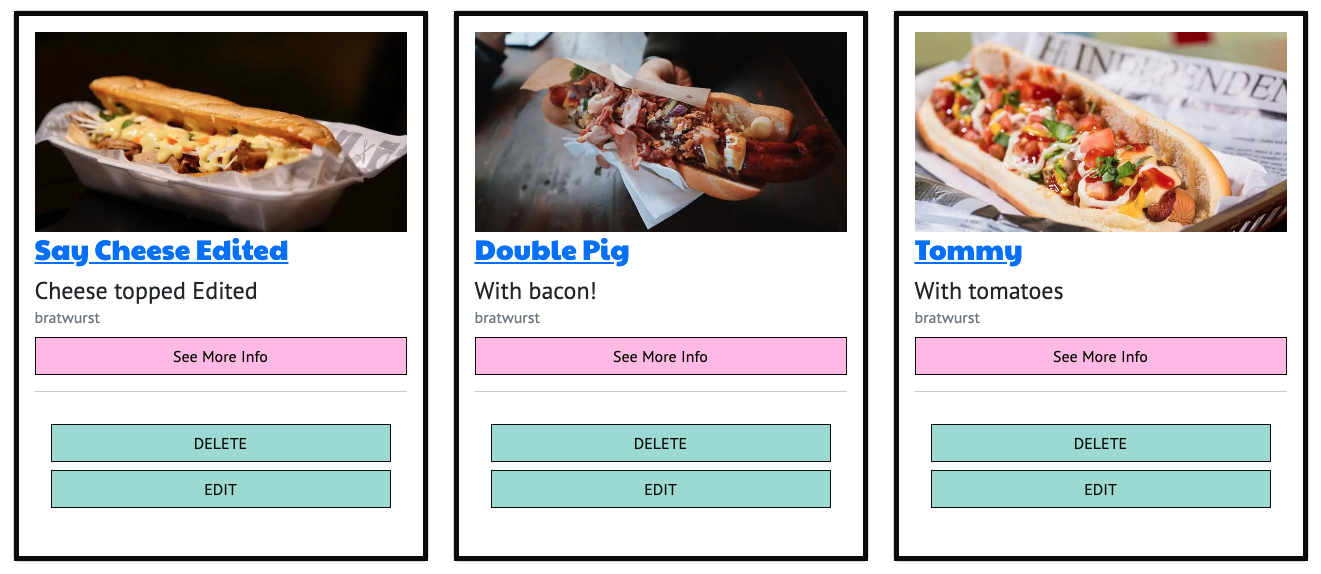 H INDEPENDEN
Say Cheese Edited
Cheese topped Edited
bratwurst
See More Info
DELETE
EDIT
Double Pig
With bacon!
bratwurst
See More Info
DELETE
EDIT
Tommy
With tomatoes
bratwurst
See More Info
DELETE
EDIT